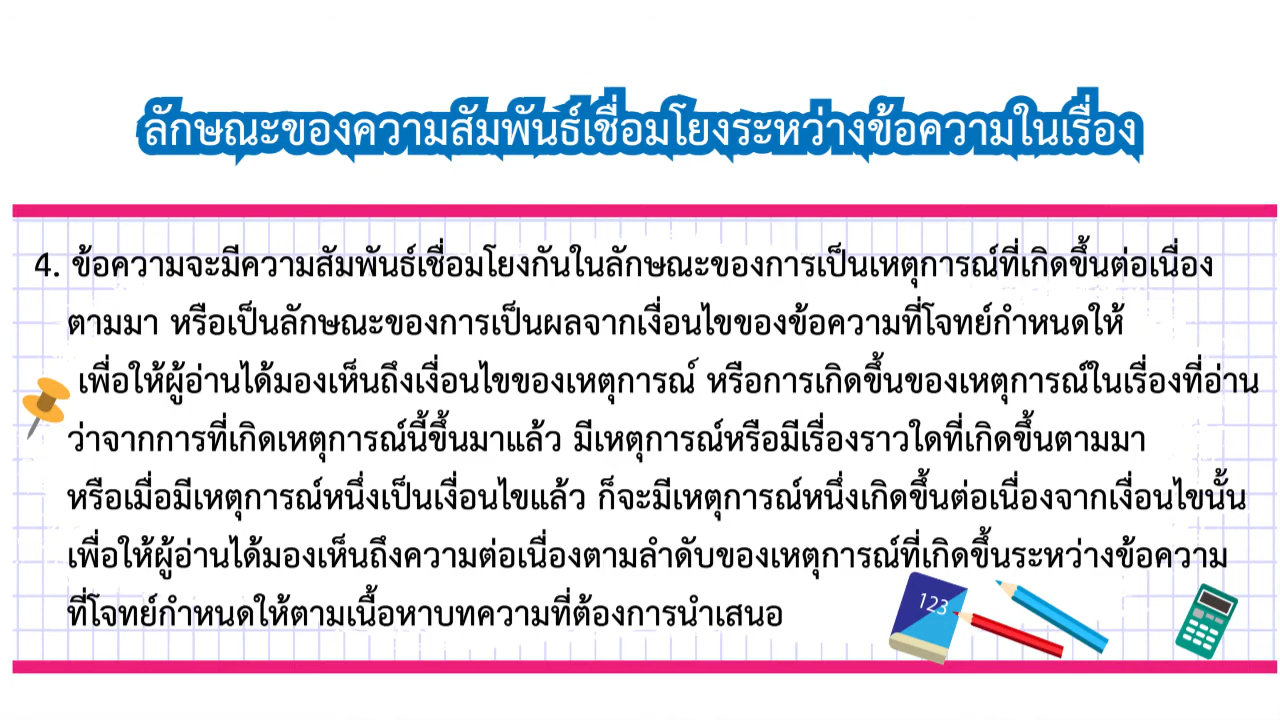 ลักษณะของความสัมพันธ์เชื่อมโยงระหว่างข้อความในเรื่อง
4. ข้อความจะมีความสัมพันธ์เชื่อมโยงกันในลักษณะของการเป็นเหตุการณ์ที่เกิดขึ้นต่อเนื่อง
ตามมา หรือเป็นลักษณะของการเป็นผลจากเงื่อนไขของข้อความที่โจทย์กำหนดให้
เพื่อให้ผู้อ่านได้มองเห็นถึงเงื่อนไขของเหตุการณ์ หรือการเกิดขึ้นของเหตุการณ์ในเรื่องที่อ่าน
ว่าจากการที่เกิดเหตุการณ์นี้ขึ้นมาแล้ว มีเหตุการณ์หรือมีเรื่องราวใดที่เกิดขึ้นตามมา
หรือเมื่อมีเหตุการณ์หนึ่งเป็นเงื่อนไขแล้ว ก็จะมีเหตุการณ์หนึ่งเกิดขึ้นต่อเนื่องจากเงื่อนไขนั้น
เพื่อให้ผู้อ่านได้มองเห็นถึงความต่อเนื่องตามลำดับของเหตุการณ์ที่เกิดขึ้นระหว่างข้อความ
ที่โจทย์กำหนดให้ตามเนื้อหาบทความที่ต้องการนำเสนอ
123